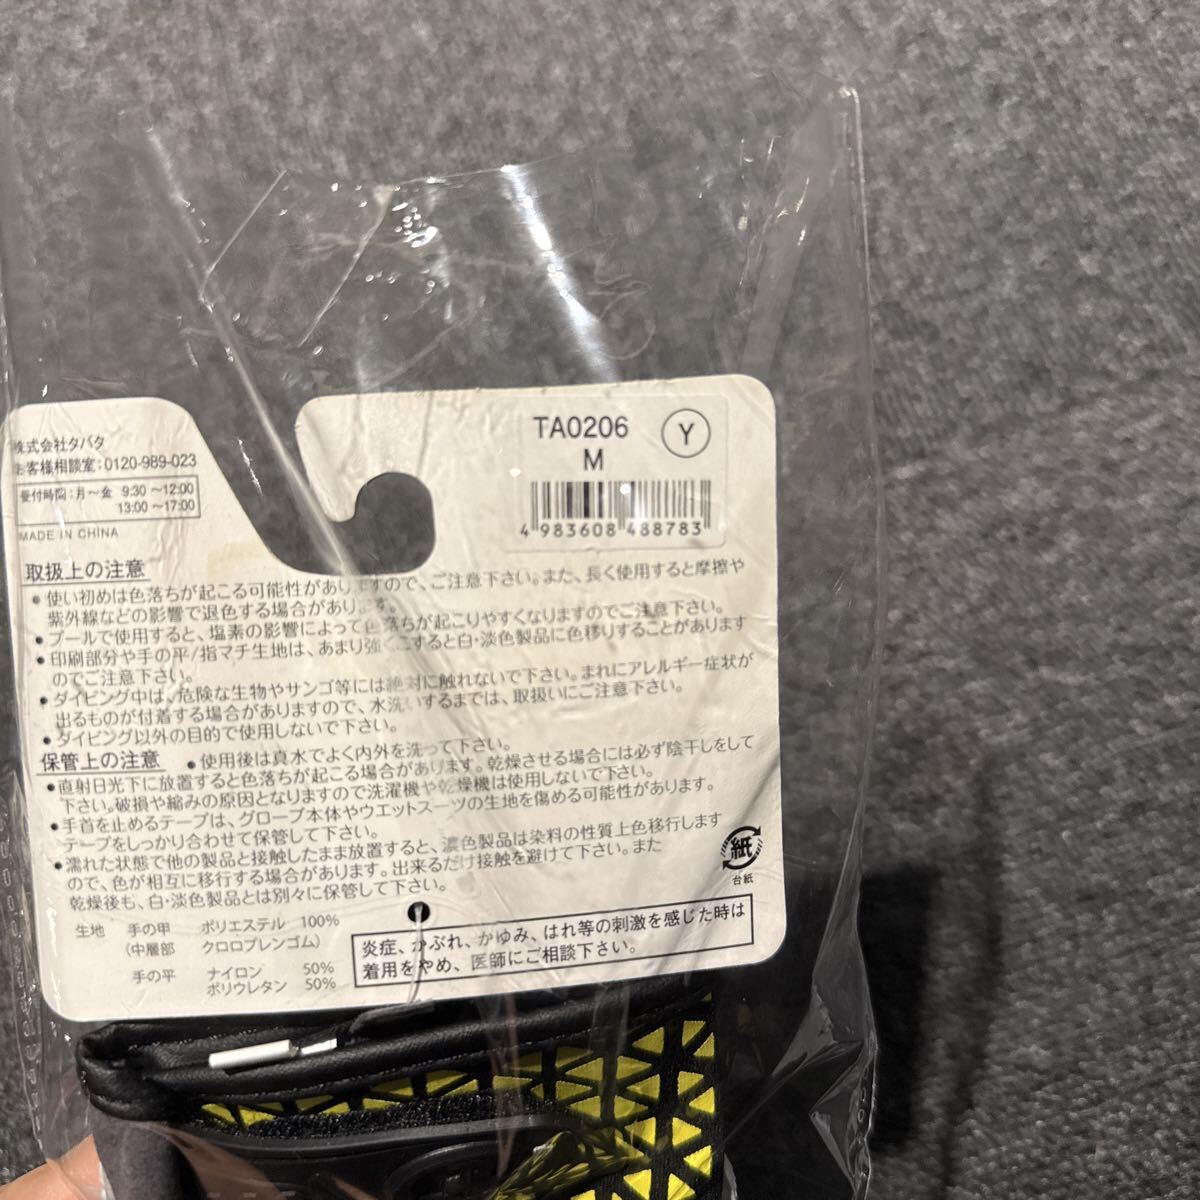 株式会社タバタ
お客様相談室：0120-989-023
受付時間：月～金 9:30～12:00
13:00～17:00
MADE IN CHINA
TA0206
M
Y
4 983608 488783
取扱上の注意
●使い初めは色落ちが起こる可能性がありますので、ご注意下さい。また、長く使用すると摩擦や
紫外線などの影響で退色する場合があります。
●プールで使用すると、塩素の影響によって色落ちが起こりやすくなりますのでご注意下さい。
●印刷部分や手の平/指マチ生地は、あまり強くこすると白・淡色製品に色移りすることがあります
のでご注意下さい。
●ダイビング中は、危険な生物やサンゴ等には絶対に触れないで下さい。まれにアレルギー症状が
出るものが付着する場合がありますので、水洗いするまでは、取扱いにご注意下さい。
●ダイビング以外の目的で使用しないで下さい。
保管上の注意 ●使用後は真水でよく内外を洗って下さい。
●直射日光下に放置すると色落ちが起こる場合があります。乾燥させる場合には必ず陰干しをして
下さい。破損や縮みの原因となりますので洗濯機や乾燥機は使用しないで下さい。
●手首を止めるテープは、グローブ本体やウエットスーツの生地を傷める可能性があります。
テープをしっかり合わせて保管して下さい。
●濡れた状態で他の製品と接触したまま放置すると、濃色製品は染料の性質上色移行します
ので、色が相互に移行する場合があります。出来るだけ接触を避けて下さい。また
乾燥後も、白・淡色製品とは別々に保管して下さい。
紙
台紙
生地 手の甲 ポリエステル 100%
（中層部 クロロプレンゴム）
手の平 ナイロン 50%
ポリウレタン 50%
炎症、かぶれ、かゆみ、はれ等の刺激を感じた時は
着用をやめ、医師にご相談下さい。